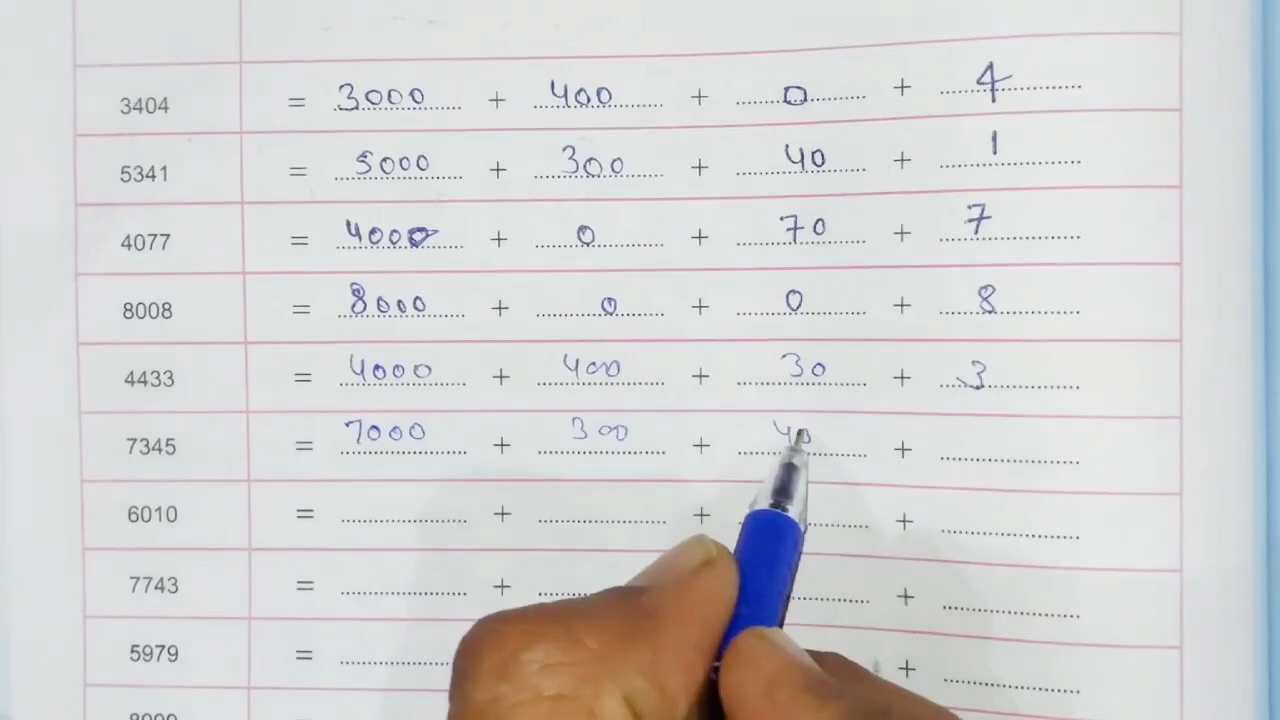 3404 = 3000 + 400 + 0 + 4
5341 = 5000 + 300 + 40 + 1
4077 = 4000 + 0 + 70 + 7
8008 = 8000 + 0 + 0 + 8
4433 = 4000 + 400 + 30 + 3
7345 = 7000 + 300 + 40 +
6010 = + + +
7743 = + +
5979 = +